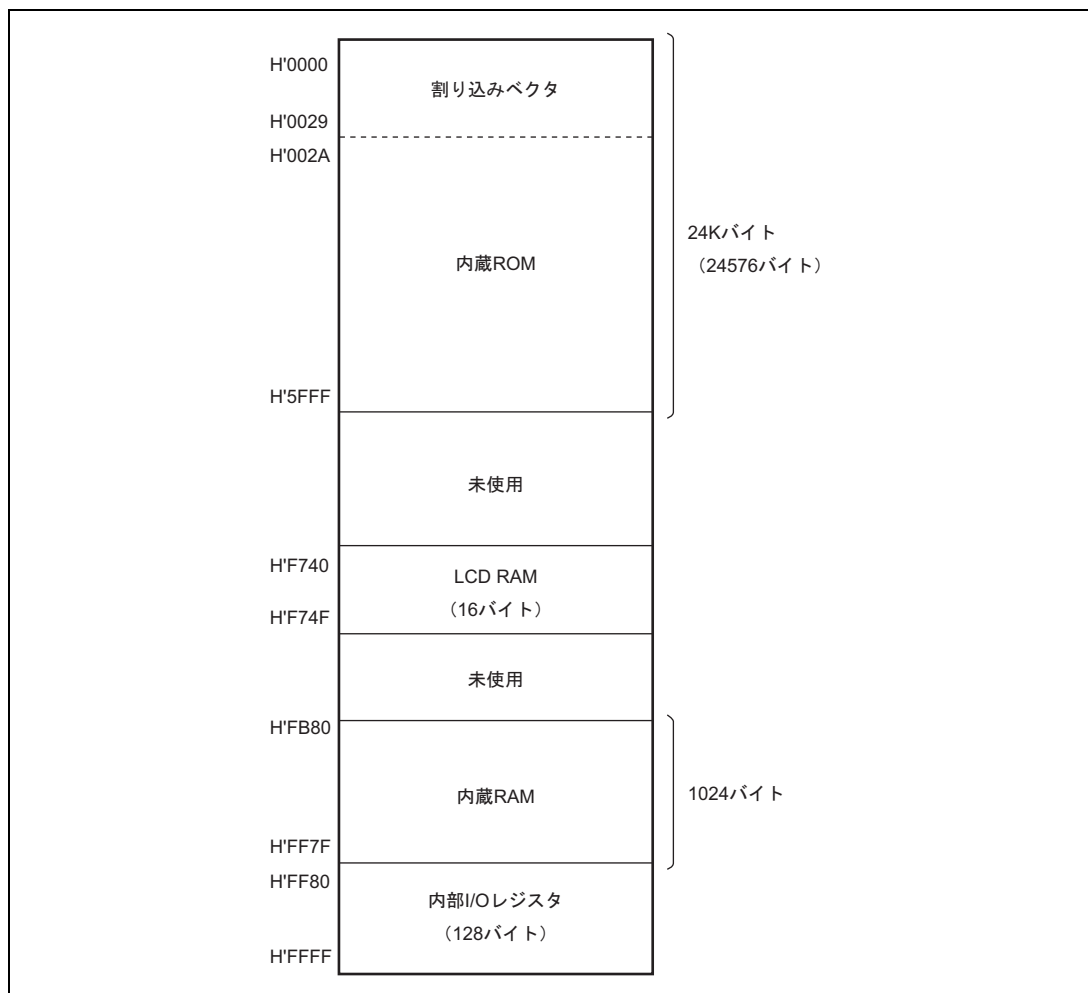 H'0000
割り込みベクタ
H'0029
H'002A
24Kバイト
内蔵ROM
（24576バイト）
H'5FFF
未使用
H'F740
LCD RAM
（16バイト）
H'F74F
未使用
H'FB80
内蔵RAM
1024バイト
H'FF7F
H'FF80
内部I/Oレジスタ
（128バイト）
H'FFFF